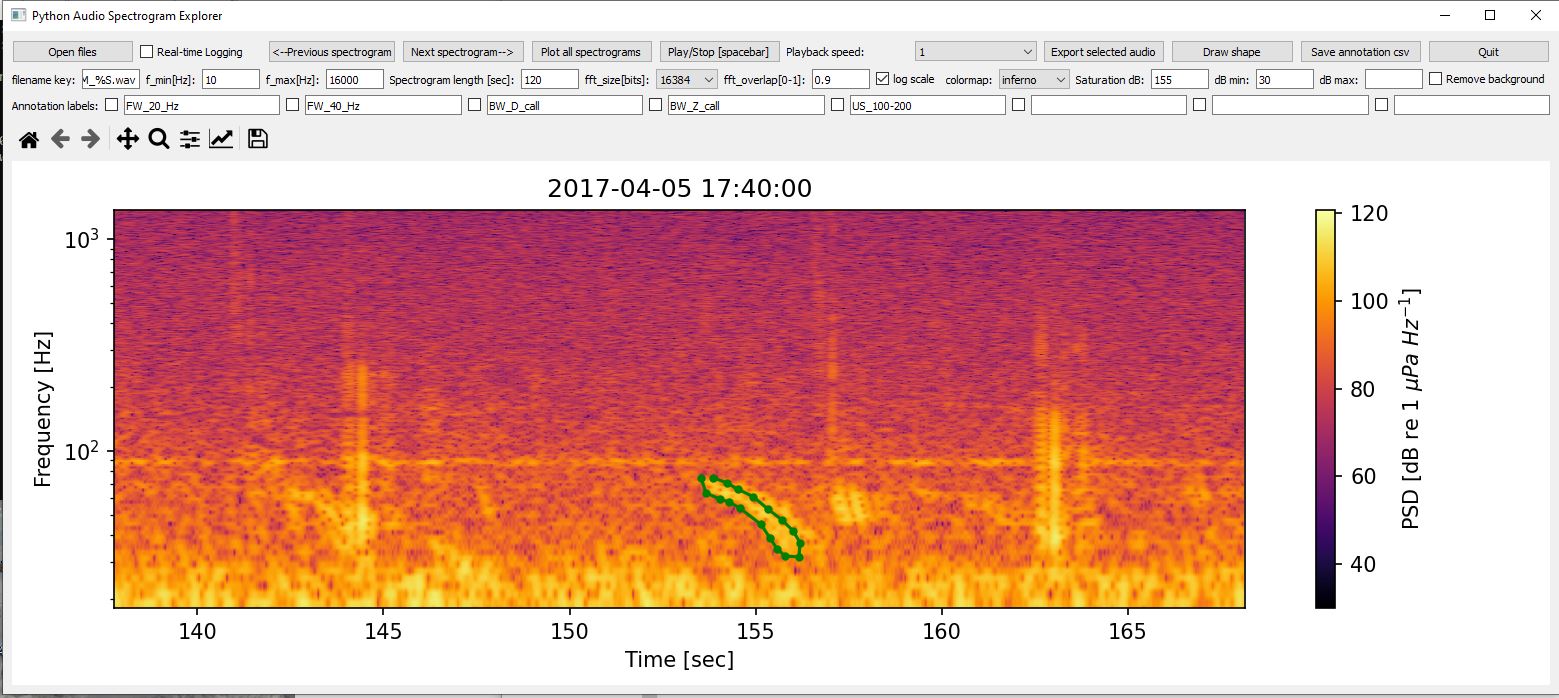 Python Audio Spectrogram Explorer
Open files Real-time Logging <--Previous spectrogram Next spectrogram--> Plot all spectrograms Play/Stop [spacebar] Playback speed: 1 Export selected audio Draw shape Save annotation csv Quit
filename key: M_%S.wav f_min[Hz]: 10 f_max[Hz]: 16000 Spectrogram length [sec]: 120 fft_size[bits]: 16384 fft_overlap[0-1]: 0.9 log scale colormap: inferno Saturation dB: 155 dB min: 30 dB max: Remove background
Annotation labels: FW_20_Hz FW_40_Hz BW_D_call BW_Z_call US_100-200
2017-04-05 17:40:00
Frequency [Hz]
10³
10²
140 145 150 155 160 165
Time [sec]
120
100
80
60
40
PSD [dB re 1 µPa Hz⁻¹]